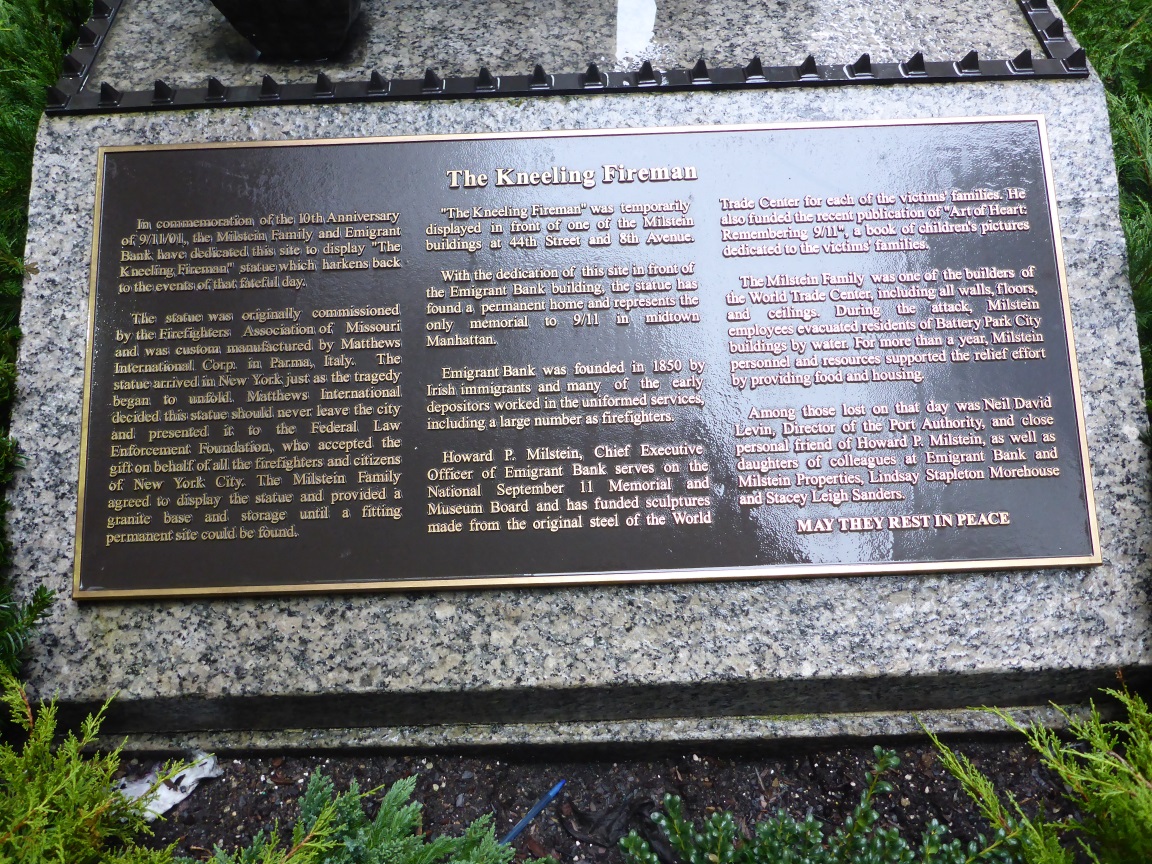 The Kneeling Fireman
In commemoration of the 10th Anniversary
of 9/11/01, the Milstein Family and Emigrant
Bank have dedicated this site to display "The
Kneeling Fireman" statue which harkens back
to the events of that fateful day.
The statue was originally commissioned
by the Firefighters Association of Missouri
and was custom manufactured by Matthews
International Corp. in Parma, Italy. The
statue arrived in New York just as the tragedy
began to unfold. Matthews International
decided this statue should never leave the city
and presented it to the Federal Law
Enforcement Foundation, who accepted the
gift on behalf of all the firefighters and citizens
of New York City. The Milstein Family
agreed to display the statue and provided a
granite base and storage until a fitting
permanent site could be found.
"The Kneeling Fireman" was temporarily
displayed in front of one of the Milstein
buildings at 44th Street and 8th Avenue.
With the dedication of this site in front of
the Emigrant Bank building, the statue has
found a permanent home and represents the
only memorial to 9/11 in midtown
Manhattan.
Emigrant Bank was founded in 1850 by
Irish immigrants and many of the early
depositors worked in the uniformed services,
including a large number as firefighters.
Howard P. Milstein, Chief Executive
Officer of Emigrant Bank serves on the
National September 11 Memorial and
Museum Board and has funded sculptures
made from the original steel of the World
Trade Center for each of the victims' families. He
also funded the recent publication of "Art of Heart:
Remembering 9/11", a book of children's pictures
dedicated to the victims' families.
The Milstein Family was one of the builders of
the World Trade Center, including all walls, floors,
and ceilings. During the attack, Milstein
employees evacuated residents of Battery Park City
buildings by water. For more than a year, Milstein
personnel and resources supported the relief effort
by providing food and housing.
Among those lost on that day was Neil David
Levin, Director of the Port Authority, and close
personal friend of Howard P. Milstein, as well as
daughters of colleagues at Emigrant Bank and
Milstein Properties, Lindsay Stapleton Morehouse
and Stacey Leigh Sanders.
MAY THEY REST IN PEACE